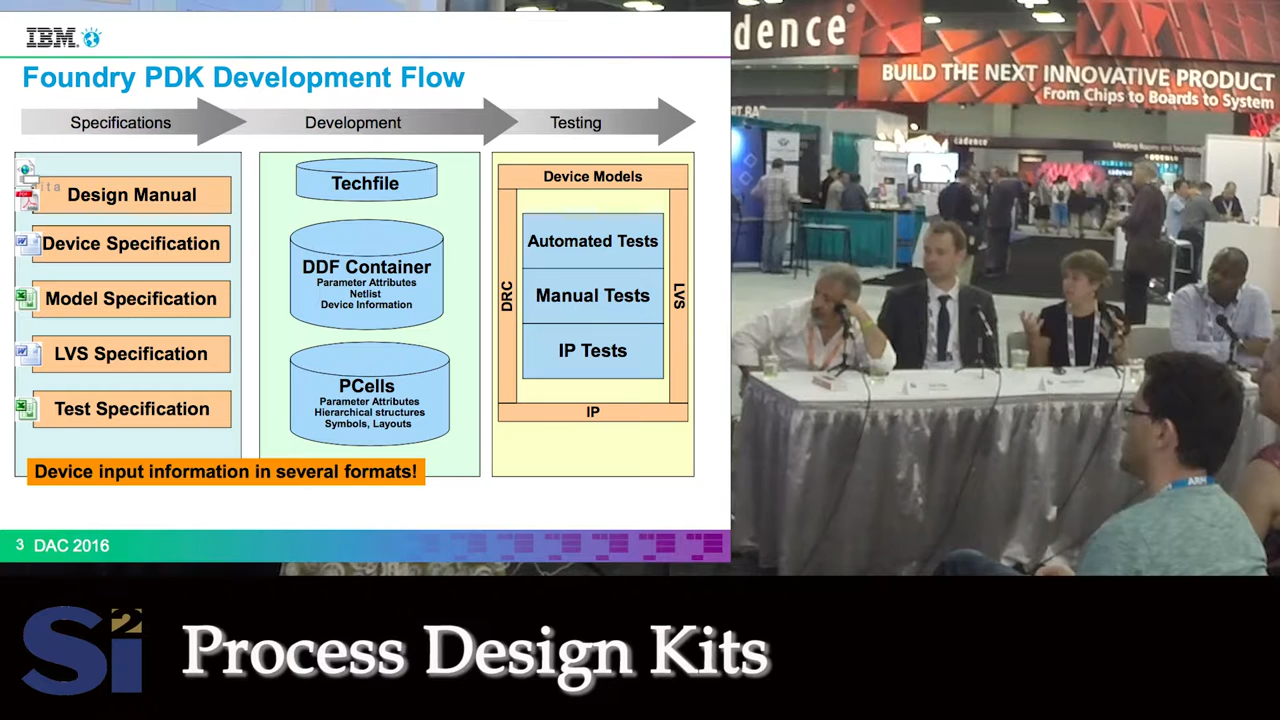 IBM
Foundry PDK Development Flow
Specifications
Development
Testing
Design Manual
Device Specification
Model Specification
LVS Specification
Test Specification
Device input information in several formats!
Techfile
DDF Container
Parameter Attributes
Netlist
Device Information
PCells
Parameter Attributes
Hierarchical structures
Symbols, Layouts
Device Models
DRC
Automated Tests
Manual Tests
IP Tests
LVS
IP
3 DAC 2016
dence
BUILD THE NEXT INNOVATIVE PRODUCT
From Chips to Boards to System
cadence
ARM
Si2
Process Design Kits